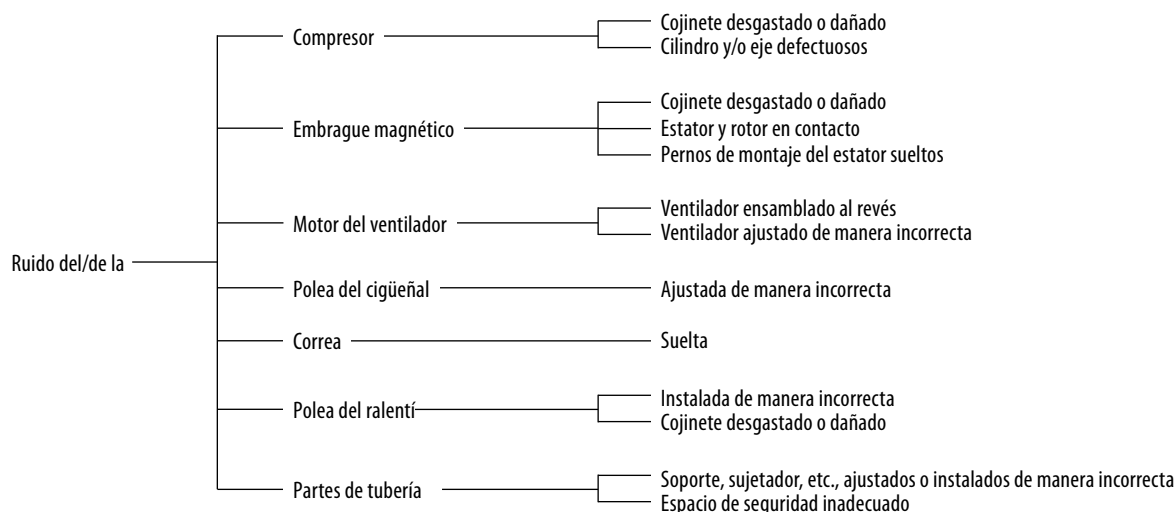 Compresor
Cojinete desgastado o dañado
Cilindro y/o eje defectuosos
Embrague magnético
Cojinete desgastado o dañado
Estator y rotor en contacto
Pernos de montaje del estator sueltos
Motor del ventilador
Ventilador ensamblado al revés
Ventilador ajustado de manera incorrecta
Ruido del/de la
Polea del cigüeñal
Ajustada de manera incorrecta
Correa
Suelta
Polea del ralentí
Instalada de manera incorrecta
Cojinete desgastado o dañado
Partes de tubería
Soporte, sujetador, etc., ajustados o instalados de manera incorrecta
Espacio de seguridad inadecuado